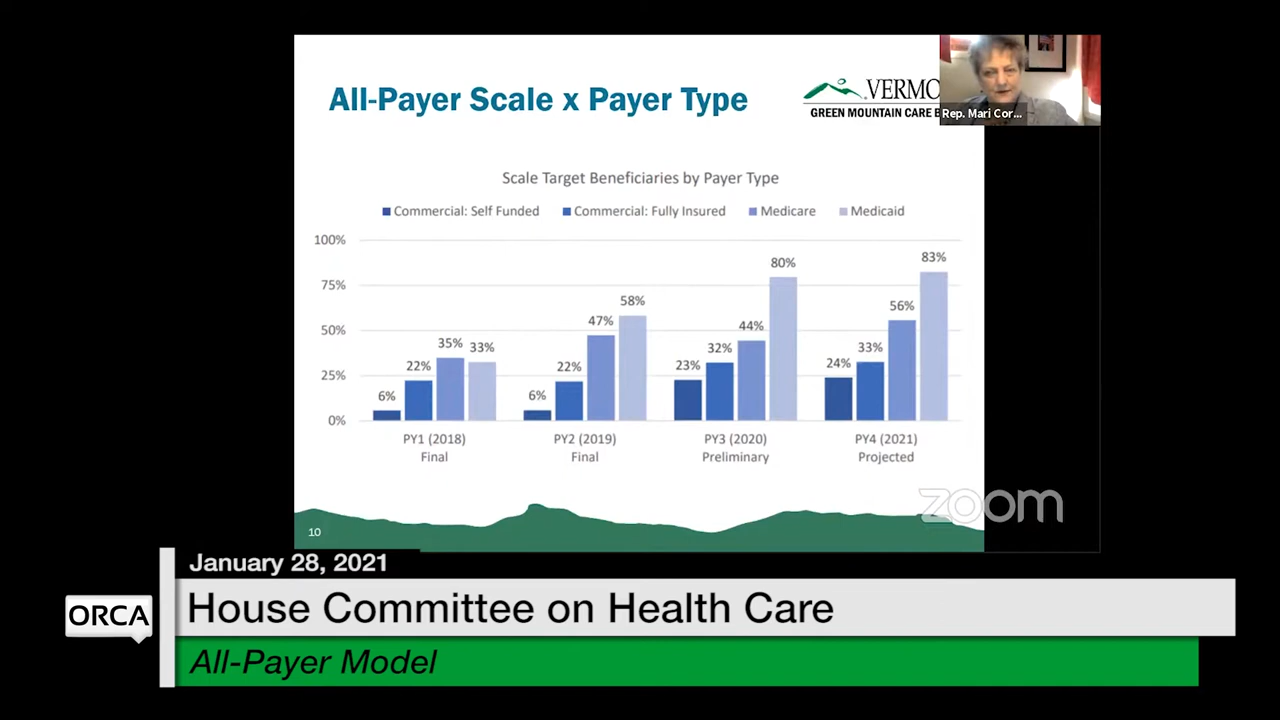 All-Payer Scale x Payer Type
VERMO
GREEN MOUNTAIN CARE B
Rep. Mari Cor...
Scale Target Beneficiaries by Payer Type
Commercial: Self Funded Commercial: Fully Insured Medicare Medicaid
100%
75%
50%
25%
0%
6% 22% 35% 33%
6% 22% 47% 58%
23% 32% 44% 80%
24% 33% 56% 83%
PY1 (2018) PY2 (2019) PY3 (2020) PY4 (2021)
Final Final Preliminary Projected
10
zoom
January 28, 2021
ORCA
House Committee on Health Care
All-Payer Model